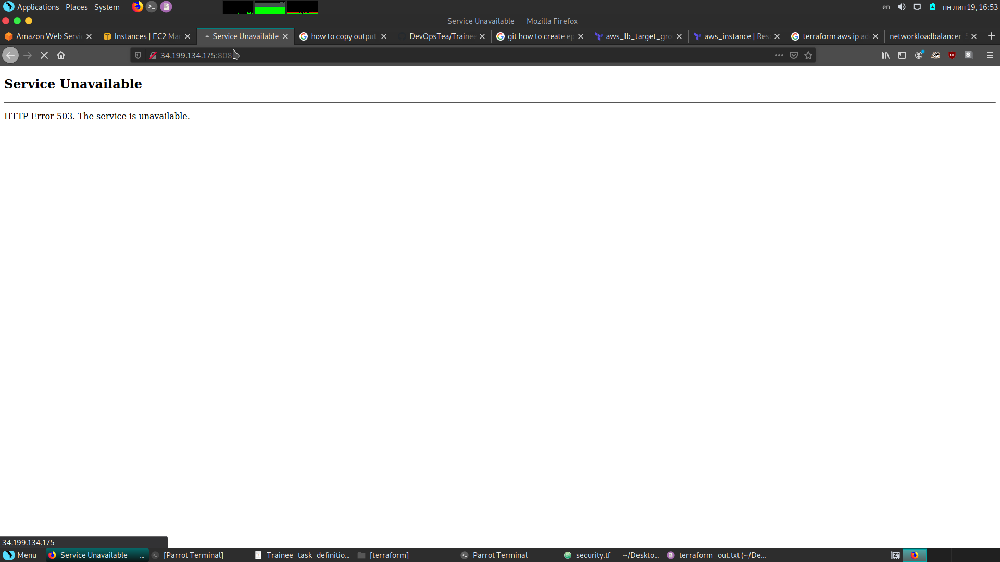 Applications Places System
en
пн лип 19, 16:53
Service Unavailable — Mozilla Firefox
Amazon Web Servi
Instances | EC2 Ma
Service Unavailable
how to copy output
DevOpsTea/Trainee
git how to create ep
aws_lb_target_gro
aws_instance | Res
terraform aws ip ad
networkloadbalancer-
34.199.134.175:808
Service Unavailable
HTTP Error 503. The service is unavailable.
34.199.134.175
Menu
Service Unavailable — ...
[Parrot Terminal]
Trainee_task_definitio...
[terraform]
Parrot Terminal
security.tf — ~/Deskto...
terraform_out.txt (~/De...